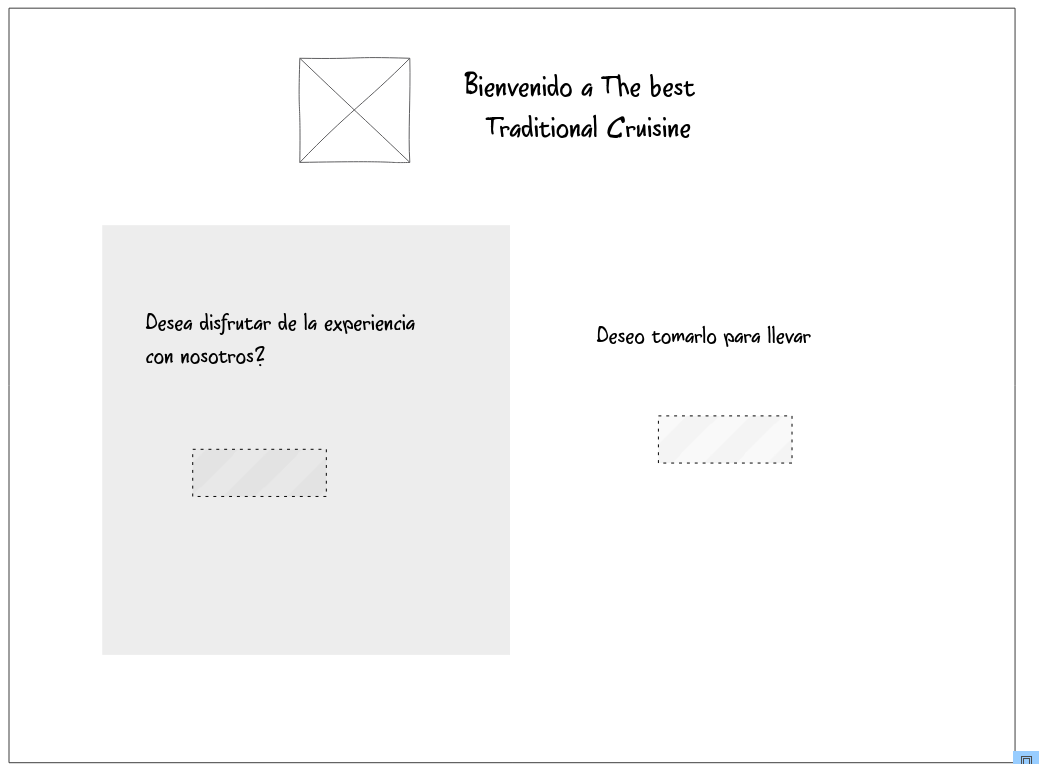 Bienvenido a The best
Traditional Cruisine
Desea disfrutar de la experiencia
con nosotros?
Deseo tomarlo para llevar